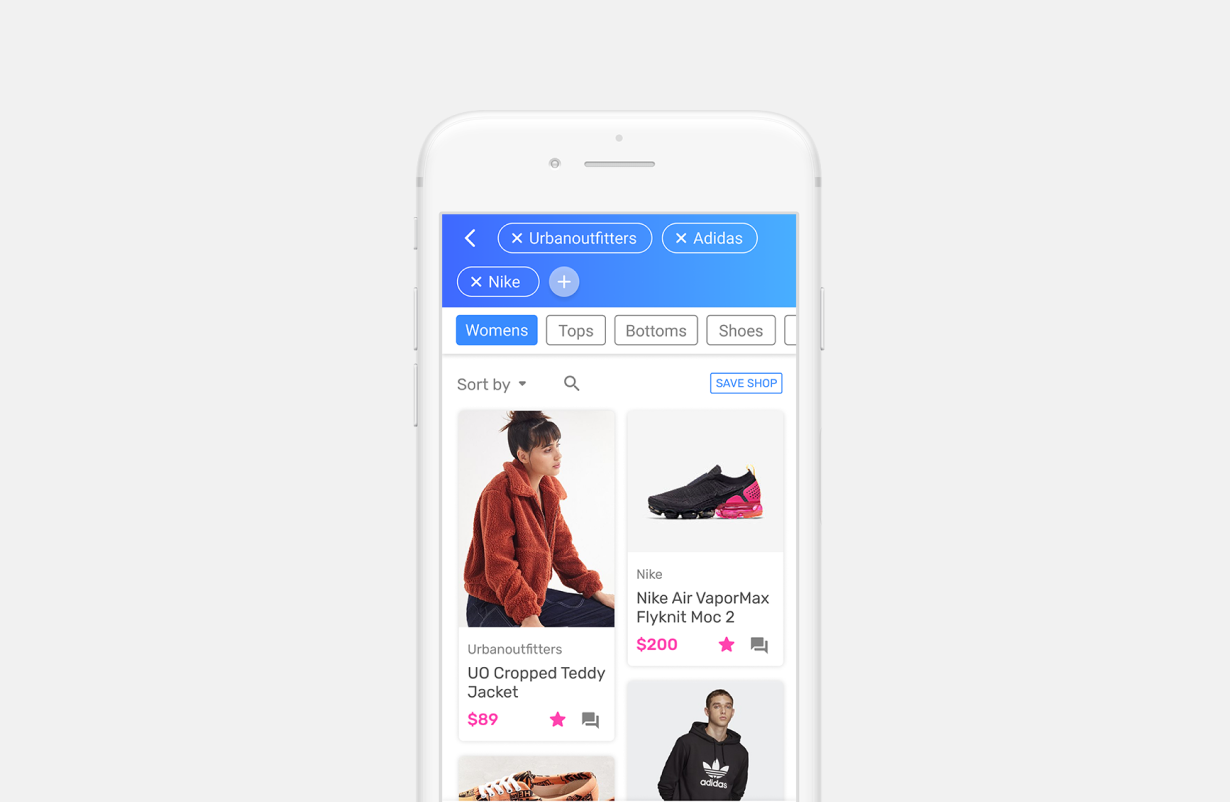 Urbanoutfitters
Adidas
Nike
Womens
Tops
Bottoms
Shoes
Sort by
SAVE SHOP
Urbanoutfitters
UO Cropped Teddy
Jacket
$89
Nike
Nike Air VaporMax
Flyknit Moc 2
$200
adidas